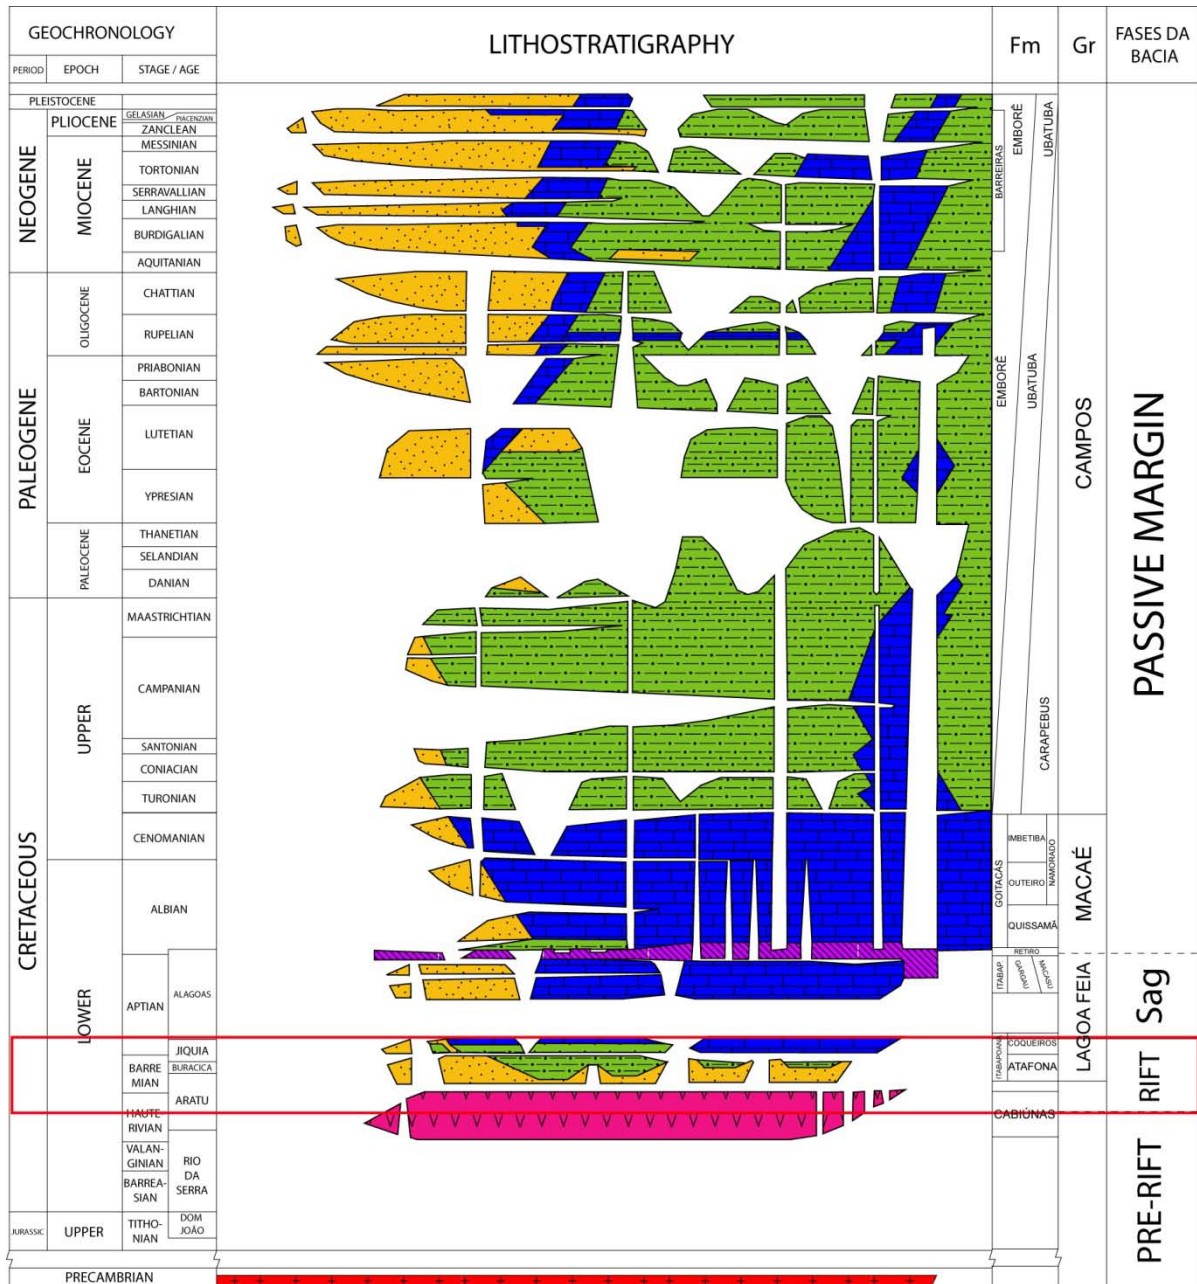 GEOCHRONOLOGY
LITHOSTRATIGRAPHY
Fm
Gr
FASES DA
BACIA
PERIOD
EPOCH
STAGE / AGE
PLEISTOCENE
NEOGENE
PLIOCENE
GELASIAN
PIACENZIAN
ZANCLEAN
MIOCENE
MESSINIAN
TORTONIAN
SERRAVALLIAN
LANGHIAN
BURDIGALIAN
AQUITANIAN
PALEOGENE
OLIGOCENE
CHATTIAN
RUPELIAN
EOCENE
PRIABONIAN
BARTONIAN
LUTETIAN
YPRESIAN
PALEOCENE
THANETIAN
SELANDIAN
DANIAN
CRETACEOUS
UPPER
MAASTRICHTIAN
CAMPANIAN
SANTONIAN
CONIACIAN
TURONIAN
CENOMANIAN
LOWER
ALBIAN
APTIAN
ALAGOAS
JIQUIA
BARRE
MIAN
BURACICA
ARATU
HAUTE
RIVIAN
VALAN-
GINIAN
BARREA-
SIAN
RIO
DA
SERRA
JURASSIC
UPPER
TITHO-
NIAN
DOM
JOÃO
PRECAMBRIAN
BARREIRAS
EMBORÉ
UBATUBA
EMBORÉ
UBATUBA
CARAPEBUS
GOITACÁS
IMBETIBA
OUTEIRO
NAMORADO
QUISSAMÃ
RETIRO
ITABAP.
GARGAU
MACABU
ITABAPOANA
COQUEIROS
ATAFONA
CABIÚNAS
CAMPOS
MACAÉ
LAGOA FEIA
PASSIVE MARGIN
Sag
RIFT
PRE-RIFT